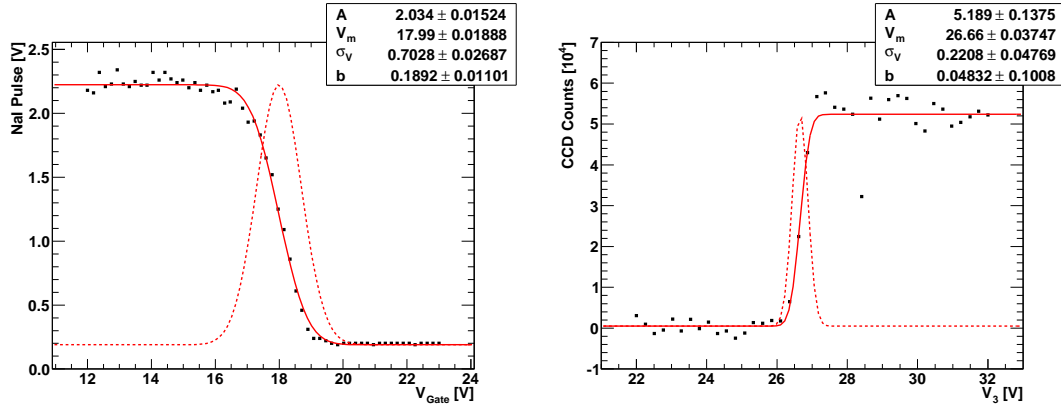 A 2.034 ± 0.01524
V_m 17.99 ± 0.01888
σ_V 0.7028 ± 0.02687
b 0.1892 ± 0.01101
NaI Pulse [V]
2.5
2.0
1.5
1.0
0.5
0.0
12 14 16 18 20 22 24
V_Gate [V]
A 5.189 ± 0.1375
V_m 26.66 ± 0.03747
σ_V 0.2208 ± 0.04769
b 0.04832 ± 0.1008
CCD Counts [10⁴]
7
6
5
4
3
2
1
0
-1
22 24 26 28 30 32
V_3 [V]